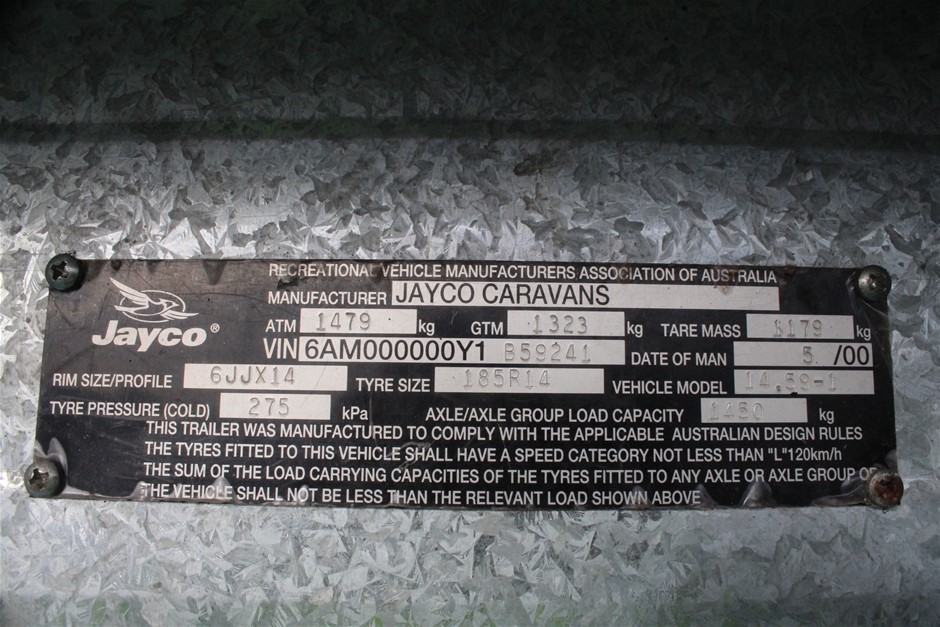 RECREATIONAL VEHICLE MANUFACTURERS ASSOCIATION OF AUSTRALIA
Jayco®
MANUFACTURER JAYCO CARAVANS
ATM 1479 kg GTM 1323 kg TARE MASS 1179 kg
VIN 6AM000000Y1 B59241 DATE OF MAN 5 /00
RIM SIZE/PROFILE 6JJX14 TYRE SIZE 185R14 VEHICLE MODEL 14.59-1
TYRE PRESSURE (COLD) 275 kPa AXLE/AXLE GROUP LOAD CAPACITY 1450 kg
THIS TRAILER WAS MANUFACTURED TO COMPLY WITH THE APPLICABLE AUSTRALIAN DESIGN RULES
THE TYRES FITTED TO THIS VEHICLE SHALL HAVE A SPEED CATEGORY NOT LESS THAN "L"120km/h
THE SUM OF THE LOAD CARRYING CAPACITIES OF THE TYRES FITTED TO ANY AXLE OR AXLE GROUP OF
THE VEHICLE SHALL NOT BE LESS THAN THE RELEVANT LOAD SHOWN ABOVE